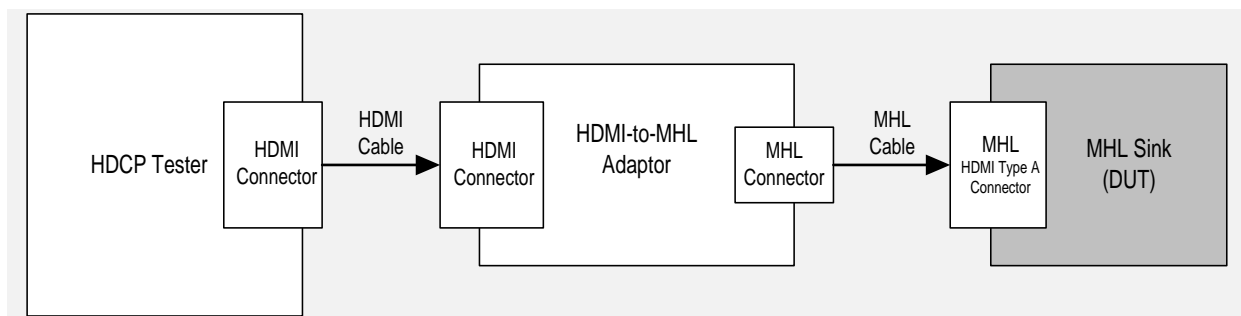 HDCP Tester
HDMI
Connector
HDMI
Cable
HDMI
Connector
HDMI-to-MHL
Adaptor
MHL
Connector
MHL
Cable
MHL
HDMI Type A
Connector
MHL Sink
(DUT)